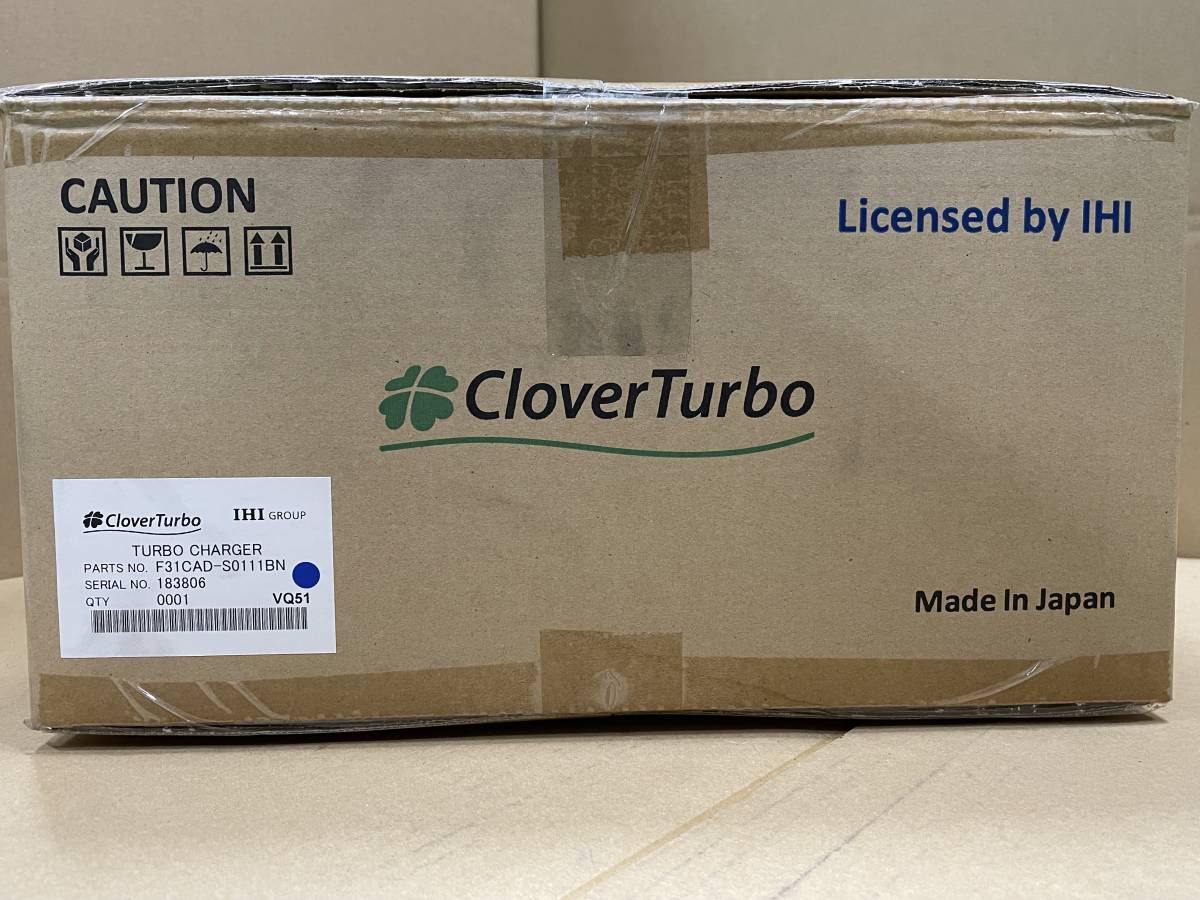 CAUTION
Licensed by IHI
CloverTurbo
CloverTurbo IHI GROUP
TURBO CHARGER
PARTS NO. F31CAD-S0111BN
SERIAL NO. 183806
QTY 0001 VQ51
Made In Japan